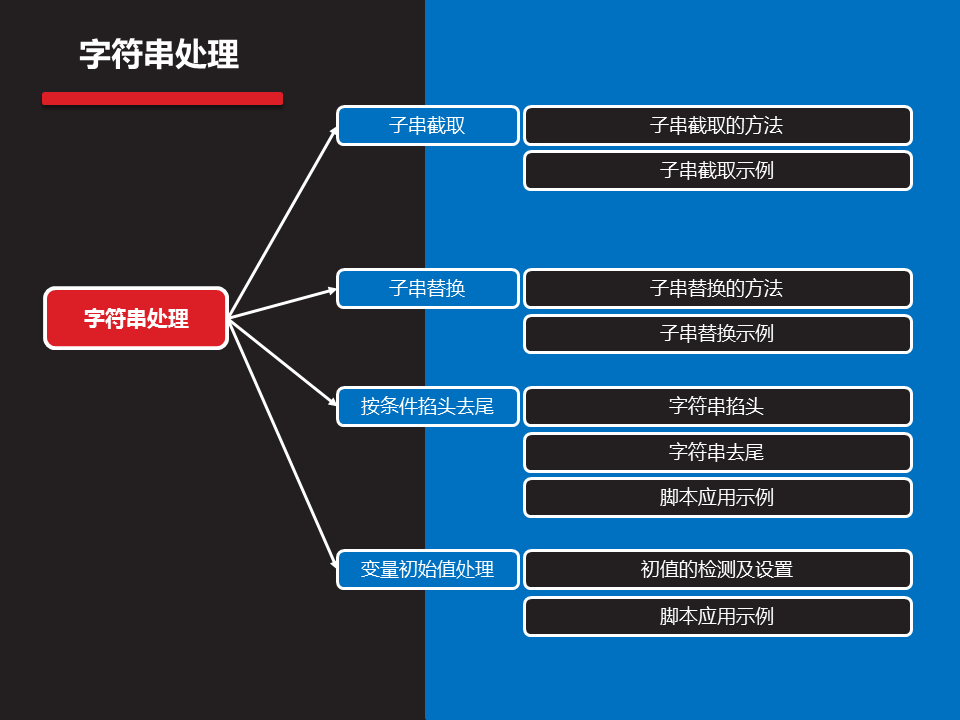 字符串处理
字符串处理
子串截取
子串截取的方法
子串截取示例
子串替换
子串替换的方法
子串替换示例
按条件掐头去尾
字符串掐头
字符串去尾
脚本应用示例
变量初始值处理
初值的检测及设置
脚本应用示例